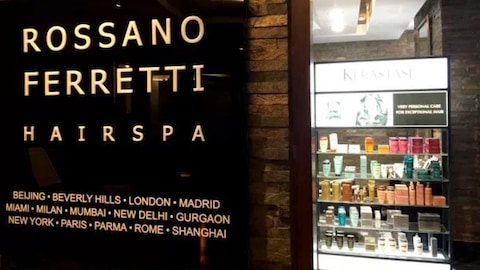 ROSSANO
FERRETTI
HAIRSPA
BEIJING • BEVERLY HILLS • LONDON • MADRID
MIAMI • MILAN • MUMBAI • NEW DELHI • GURGAON
NEW YORK • PARIS • PARMA • ROME • SHANGHAI
KÉRASTASE
VERY PERSONAL CARE
FOR EXCEPTIONAL HAIR